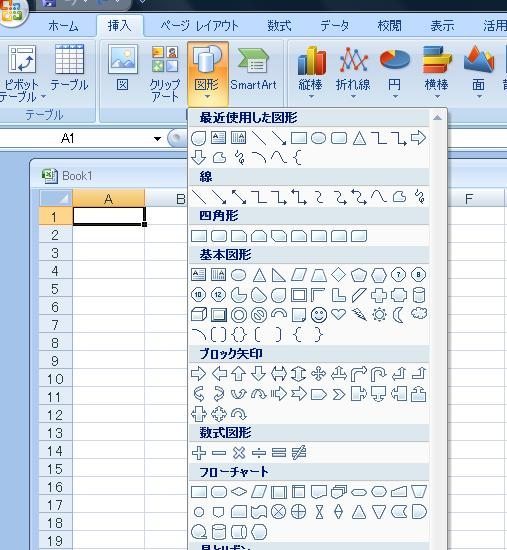 ホーム 挿入 ページ レイアウト 数式 データ 校閲 表示 活用
ピボット
テーブル
テーブル
図
クリップ
アート
図形
SmartArt
縦棒
折れ線
円
横棒
面
テーブル
A1
最近使用した図形
線
四角形
基本図形
ブロック矢印
数式図形
フローチャート
Book1
A B F
1
2
3
4
5
6
7
8
9
10
11
12
13
14
15
16
17
18
19